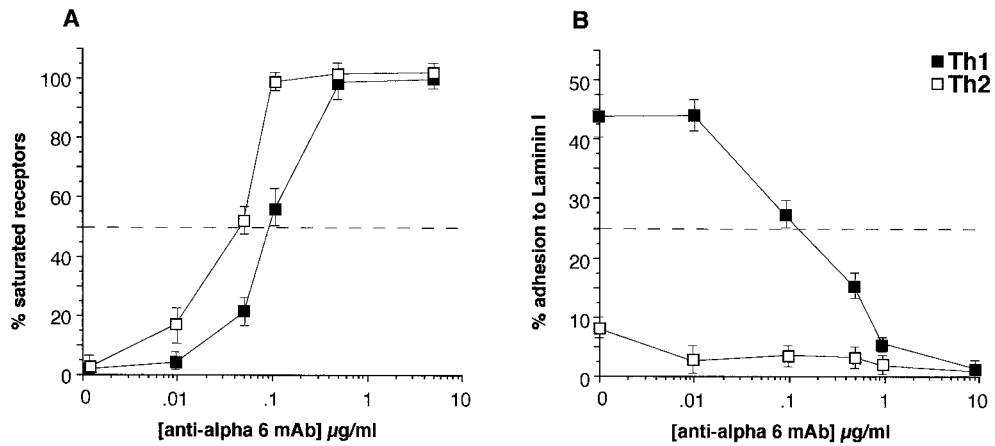 A
% saturated receptors
100
80
60
40
20
0
0
.01
.1
1
10
[anti-alpha 6 mAb] µg/ml
B
Th1
Th2
% adhesion to Laminin I
50
40
30
20
10
0
0
.01
.1
1
10
[anti-alpha 6 mAb] µg/ml